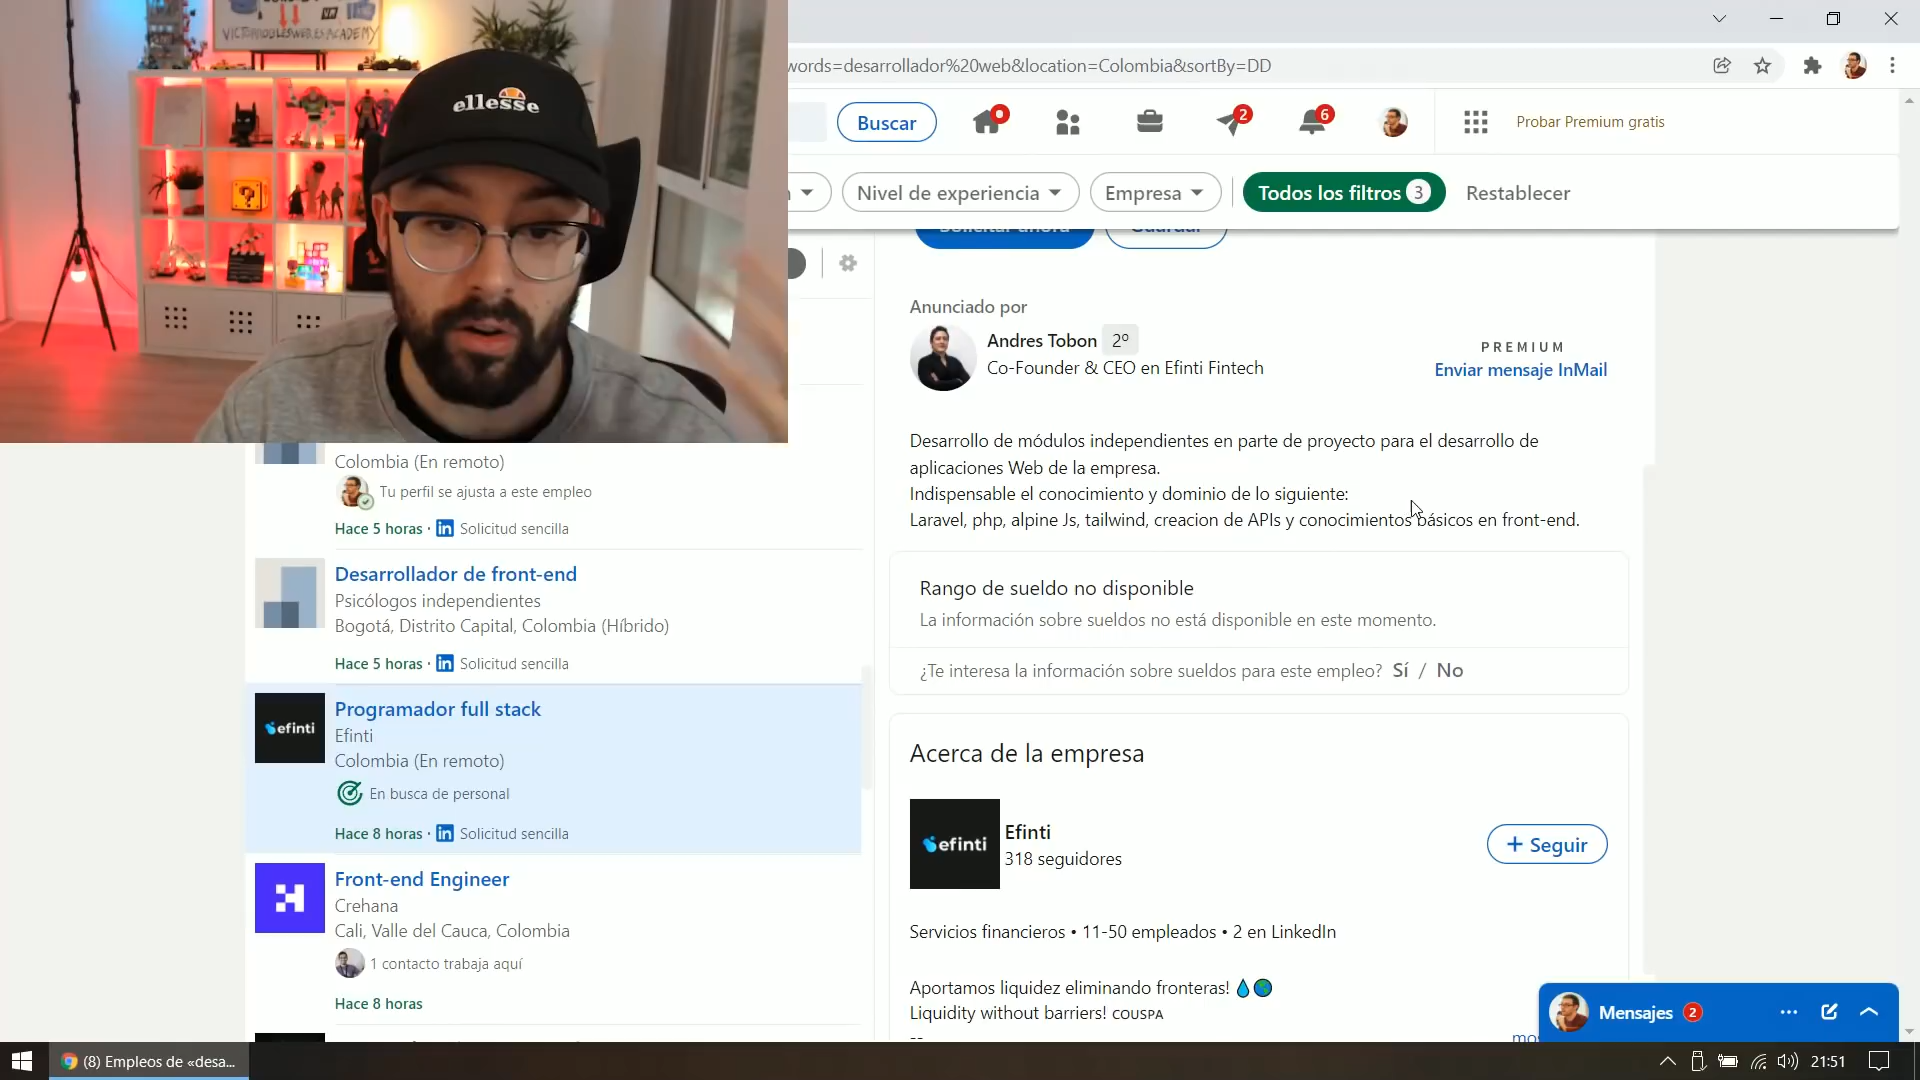 VICTORROBLESWEB.ES/ACADEMY
ellesse
words=desarrollador%20web&location=Colombia&sortBy=DD
Buscar
2
6
Probar Premium gratis
Nivel de experiencia
Empresa
Todos los filtros 3
Restablecer
Solicitar ahora
Guardar
Anunciado por
Andres Tobon 2º
Co-Founder & CEO en Efinti Fintech
PREMIUM
Enviar mensaje InMail
Desarrollo de módulos independientes en parte de proyecto para el desarrollo de
aplicaciones Web de la empresa.
Indispensable el conocimiento y dominio de lo siguiente:
Laravel, php, alpine Js, tailwind, creacion de APIs y conocimientos básicos en front-end.
Rango de sueldo no disponible
La información sobre sueldos no está disponible en este momento.
¿Te interesa la información sobre sueldos para este empleo? Sí / No
Acerca de la empresa
efinti
Efinti
318 seguidores
+ Seguir
Servicios financieros • 11-50 empleados • 2 en LinkedIn
Aportamos liquidez eliminando fronteras! 💧🌎
Liquidity without barriers! COUSPA
--
Colombia (En remoto)
Tu perfil se ajusta a este empleo
Hace 5 horas · in Solicitud sencilla
Desarrollador de front-end
Psicólogos independientes
Bogotá, Distrito Capital, Colombia (Híbrido)
Hace 5 horas · in Solicitud sencilla
efinti
Programador full stack
Efinti
Colombia (En remoto)
En busca de personal
Hace 8 horas · in Solicitud sencilla
Front-end Engineer
Crehana
Cali, Valle del Cauca, Colombia
1 contacto trabaja aquí
Hace 8 horas
Mensajes 2
(8) Empleos de «desa...
21:51